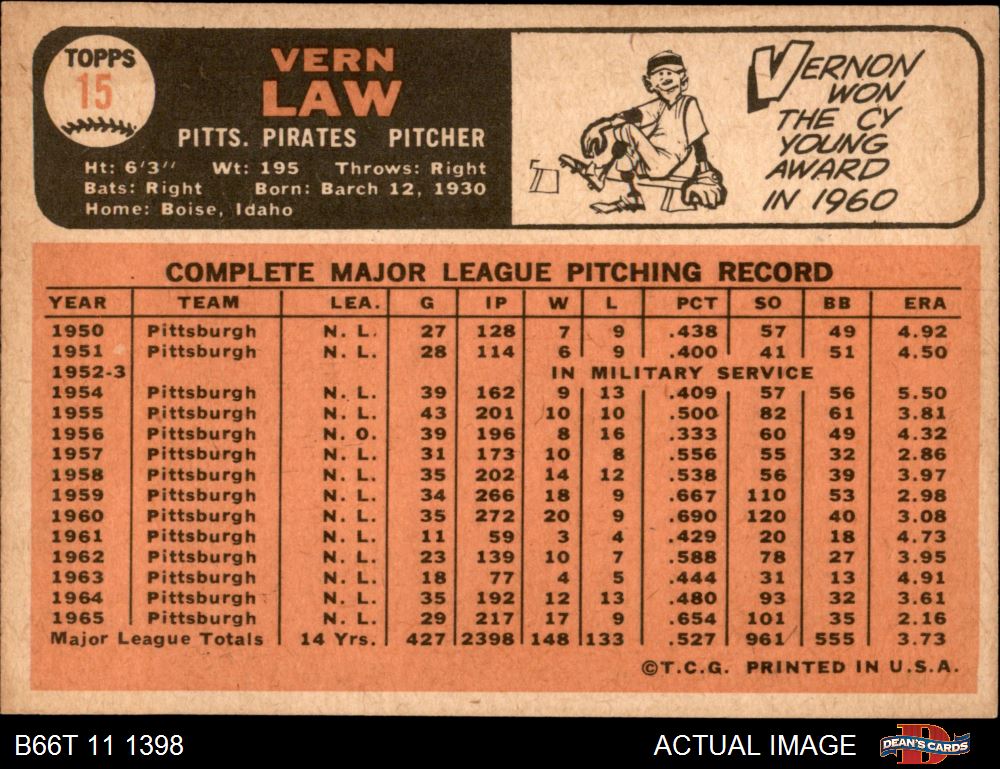 TOPPS
15
VERN
LAW
PITTS. PIRATES PITCHER
Ht: 6'3" Wt: 195 Throws: Right
Bats: Right Born: Barch 12, 1930
Home: Boise, Idaho
VERNON
WON
THE CY
YOUNG
AWARD
IN 1960
COMPLETE MAJOR LEAGUE PITCHING RECORD
YEAR TEAM LEA. G IP W L PCT SO BB ERA
1950 Pittsburgh N. L. 27 128 7 9 .438 57 49 4.92
1951 Pittsburgh N. L. 28 114 6 9 .400 41 51 4.50
1952-3 IN MILITARY SERVICE
1954 Pittsburgh N. L. 39 162 9 13 .409 57 56 5.50
1955 Pittsburgh N. L. 43 201 10 10 .500 82 61 3.81
1956 Pittsburgh N. O. 39 196 8 16 .333 60 49 4.32
1957 Pittsburgh N. L. 31 173 10 8 .556 55 32 2.86
1958 Pittsburgh N. L. 35 202 14 12 .538 56 39 3.97
1959 Pittsburgh N. L. 34 266 18 9 .667 110 53 2.98
1960 Pittsburgh N. L. 35 272 20 9 .690 120 40 3.08
1961 Pittsburgh N. L. 11 59 3 4 .429 20 18 4.73
1962 Pittsburgh N. L. 23 139 10 7 .588 78 27 3.95
1963 Pittsburgh N. L. 18 77 4 5 .444 31 13 4.91
1964 Pittsburgh N. L. 35 192 12 13 .480 93 32 3.61
1965 Pittsburgh N. L. 29 217 17 9 .654 101 35 2.16
Major League Totals 14 Yrs. 427 2398 148 133 .527 961 555 3.73
©T.C.G. PRINTED IN U.S.A.
B66T 11 1398 ACTUAL IMAGE DEAN'S CARDS